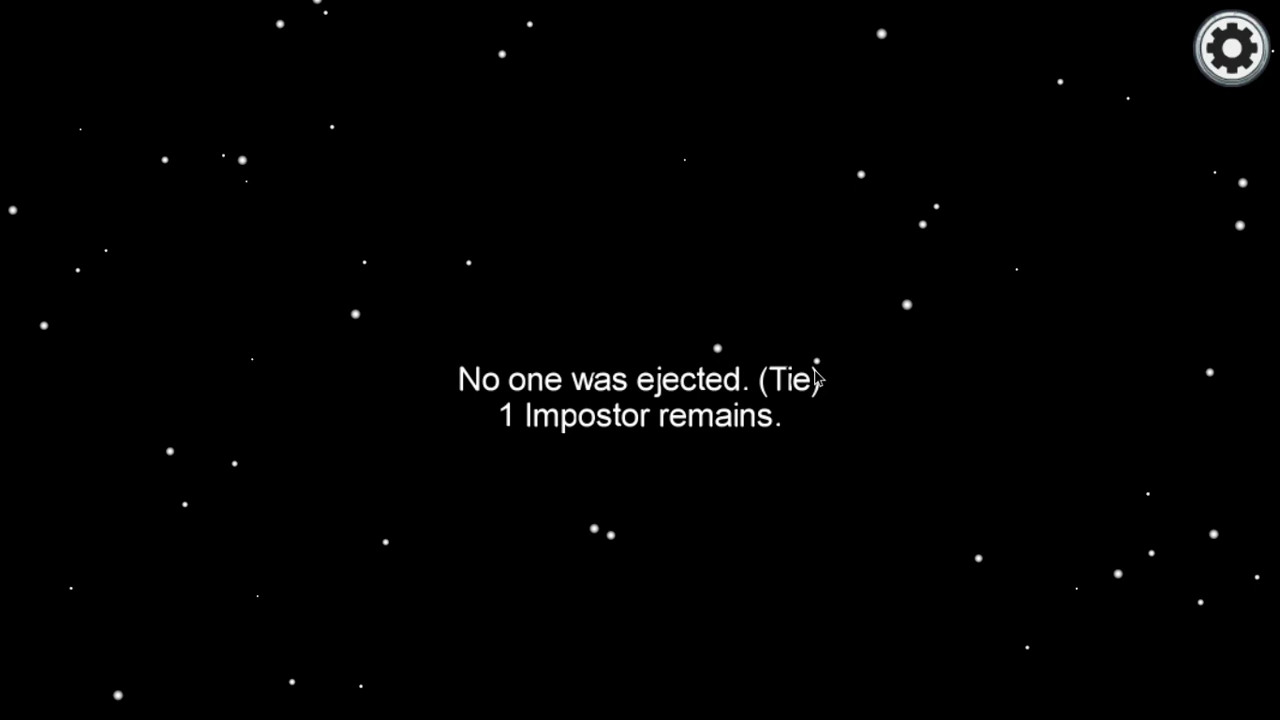 No one was ejected. (Tie)
1 Impostor remains.